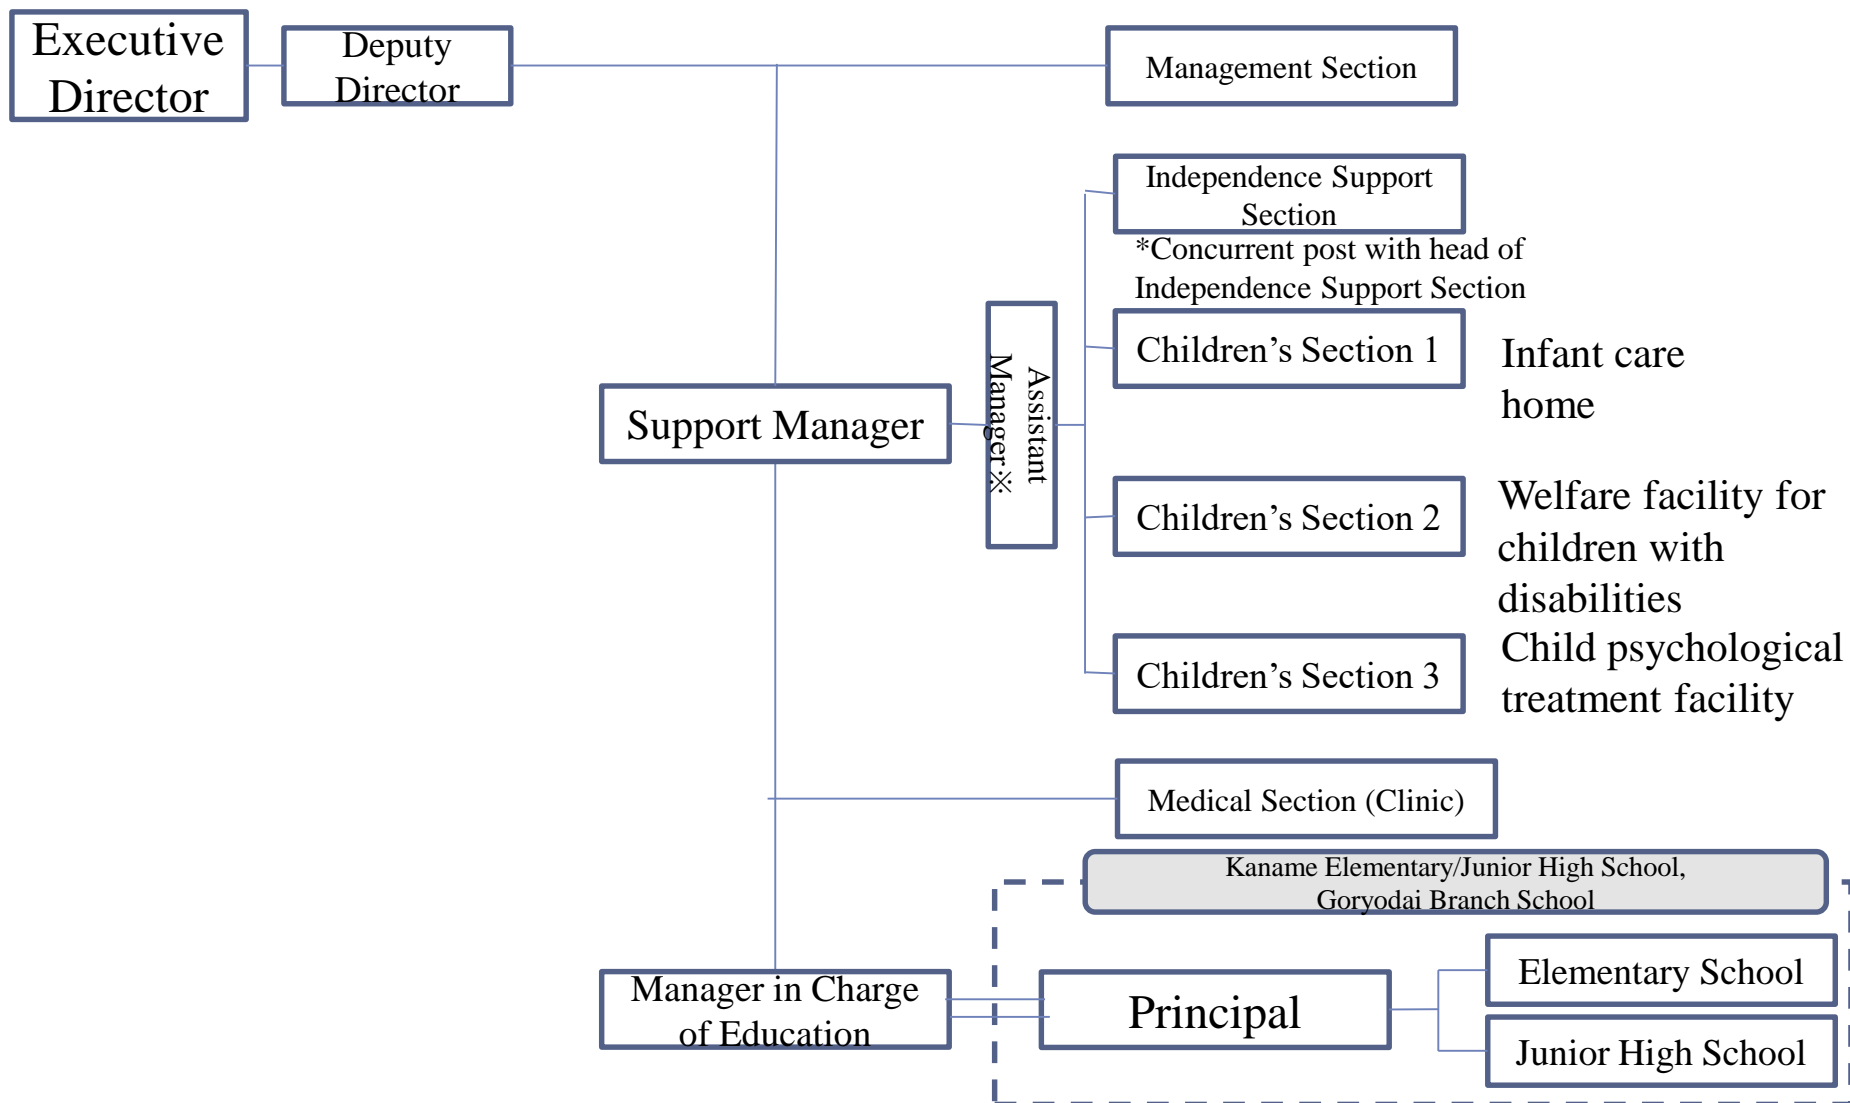 Executive
Director
Deputy
Director
Management Section
Independence Support
Section
*Concurrent post with head of
Independence Support Section
Assistant
Manager※
Children’s Section 1
Infant care
home
Support Manager
Children’s Section 2
Welfare facility for
children with
disabilities
Children’s Section 3
Child psychological
treatment facility
Medical Section (Clinic)
Kaname Elementary/Junior High School,
Goryodai Branch School
Manager in Charge
of Education
Principal
Elementary School
Junior High School